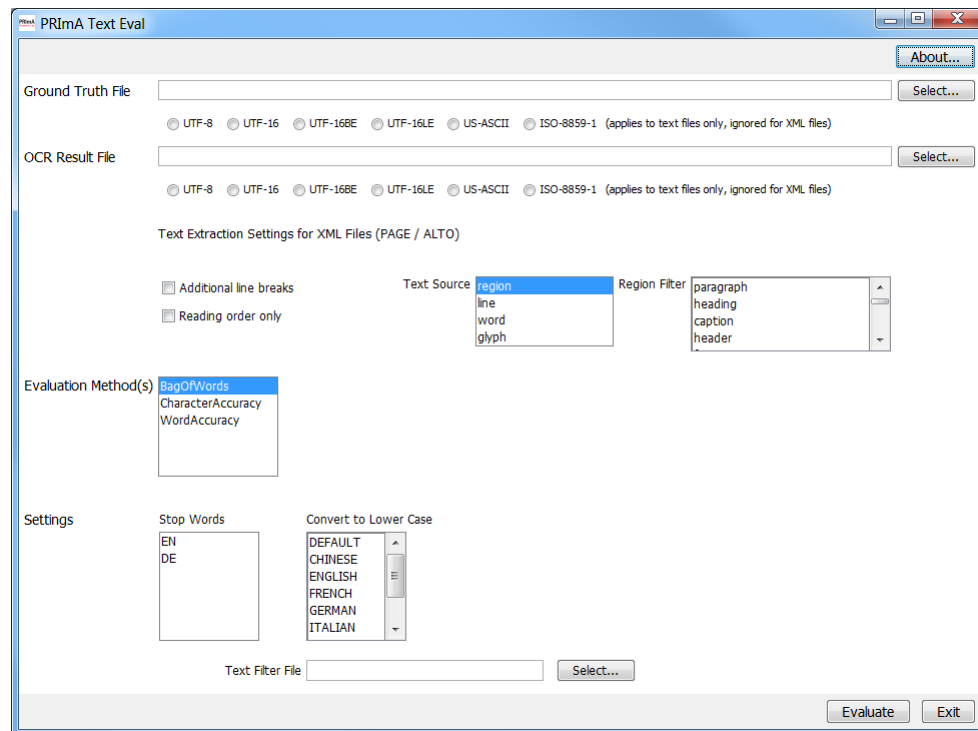 PRImA PRImA Text Eval
About...
Ground Truth File Select...
UTF-8 UTF-16 UTF-16BE UTF-16LE US-ASCII ISO-8859-1 (applies to text files only, ignored for XML files)
OCR Result File Select...
UTF-8 UTF-16 UTF-16BE UTF-16LE US-ASCII ISO-8859-1 (applies to text files only, ignored for XML files)
Text Extraction Settings for XML Files (PAGE / ALTO)
Additional line breaks
Reading order only
Text Source
region
line
word
glyph
Region Filter
paragraph
heading
caption
header
Evaluation Method(s)
BagOfWords
CharacterAccuracy
WordAccuracy
Settings
Stop Words
EN
DE
Convert to Lower Case
DEFAULT
CHINESE
ENGLISH
FRENCH
GERMAN
ITALIAN
Text Filter File Select...
Evaluate Exit